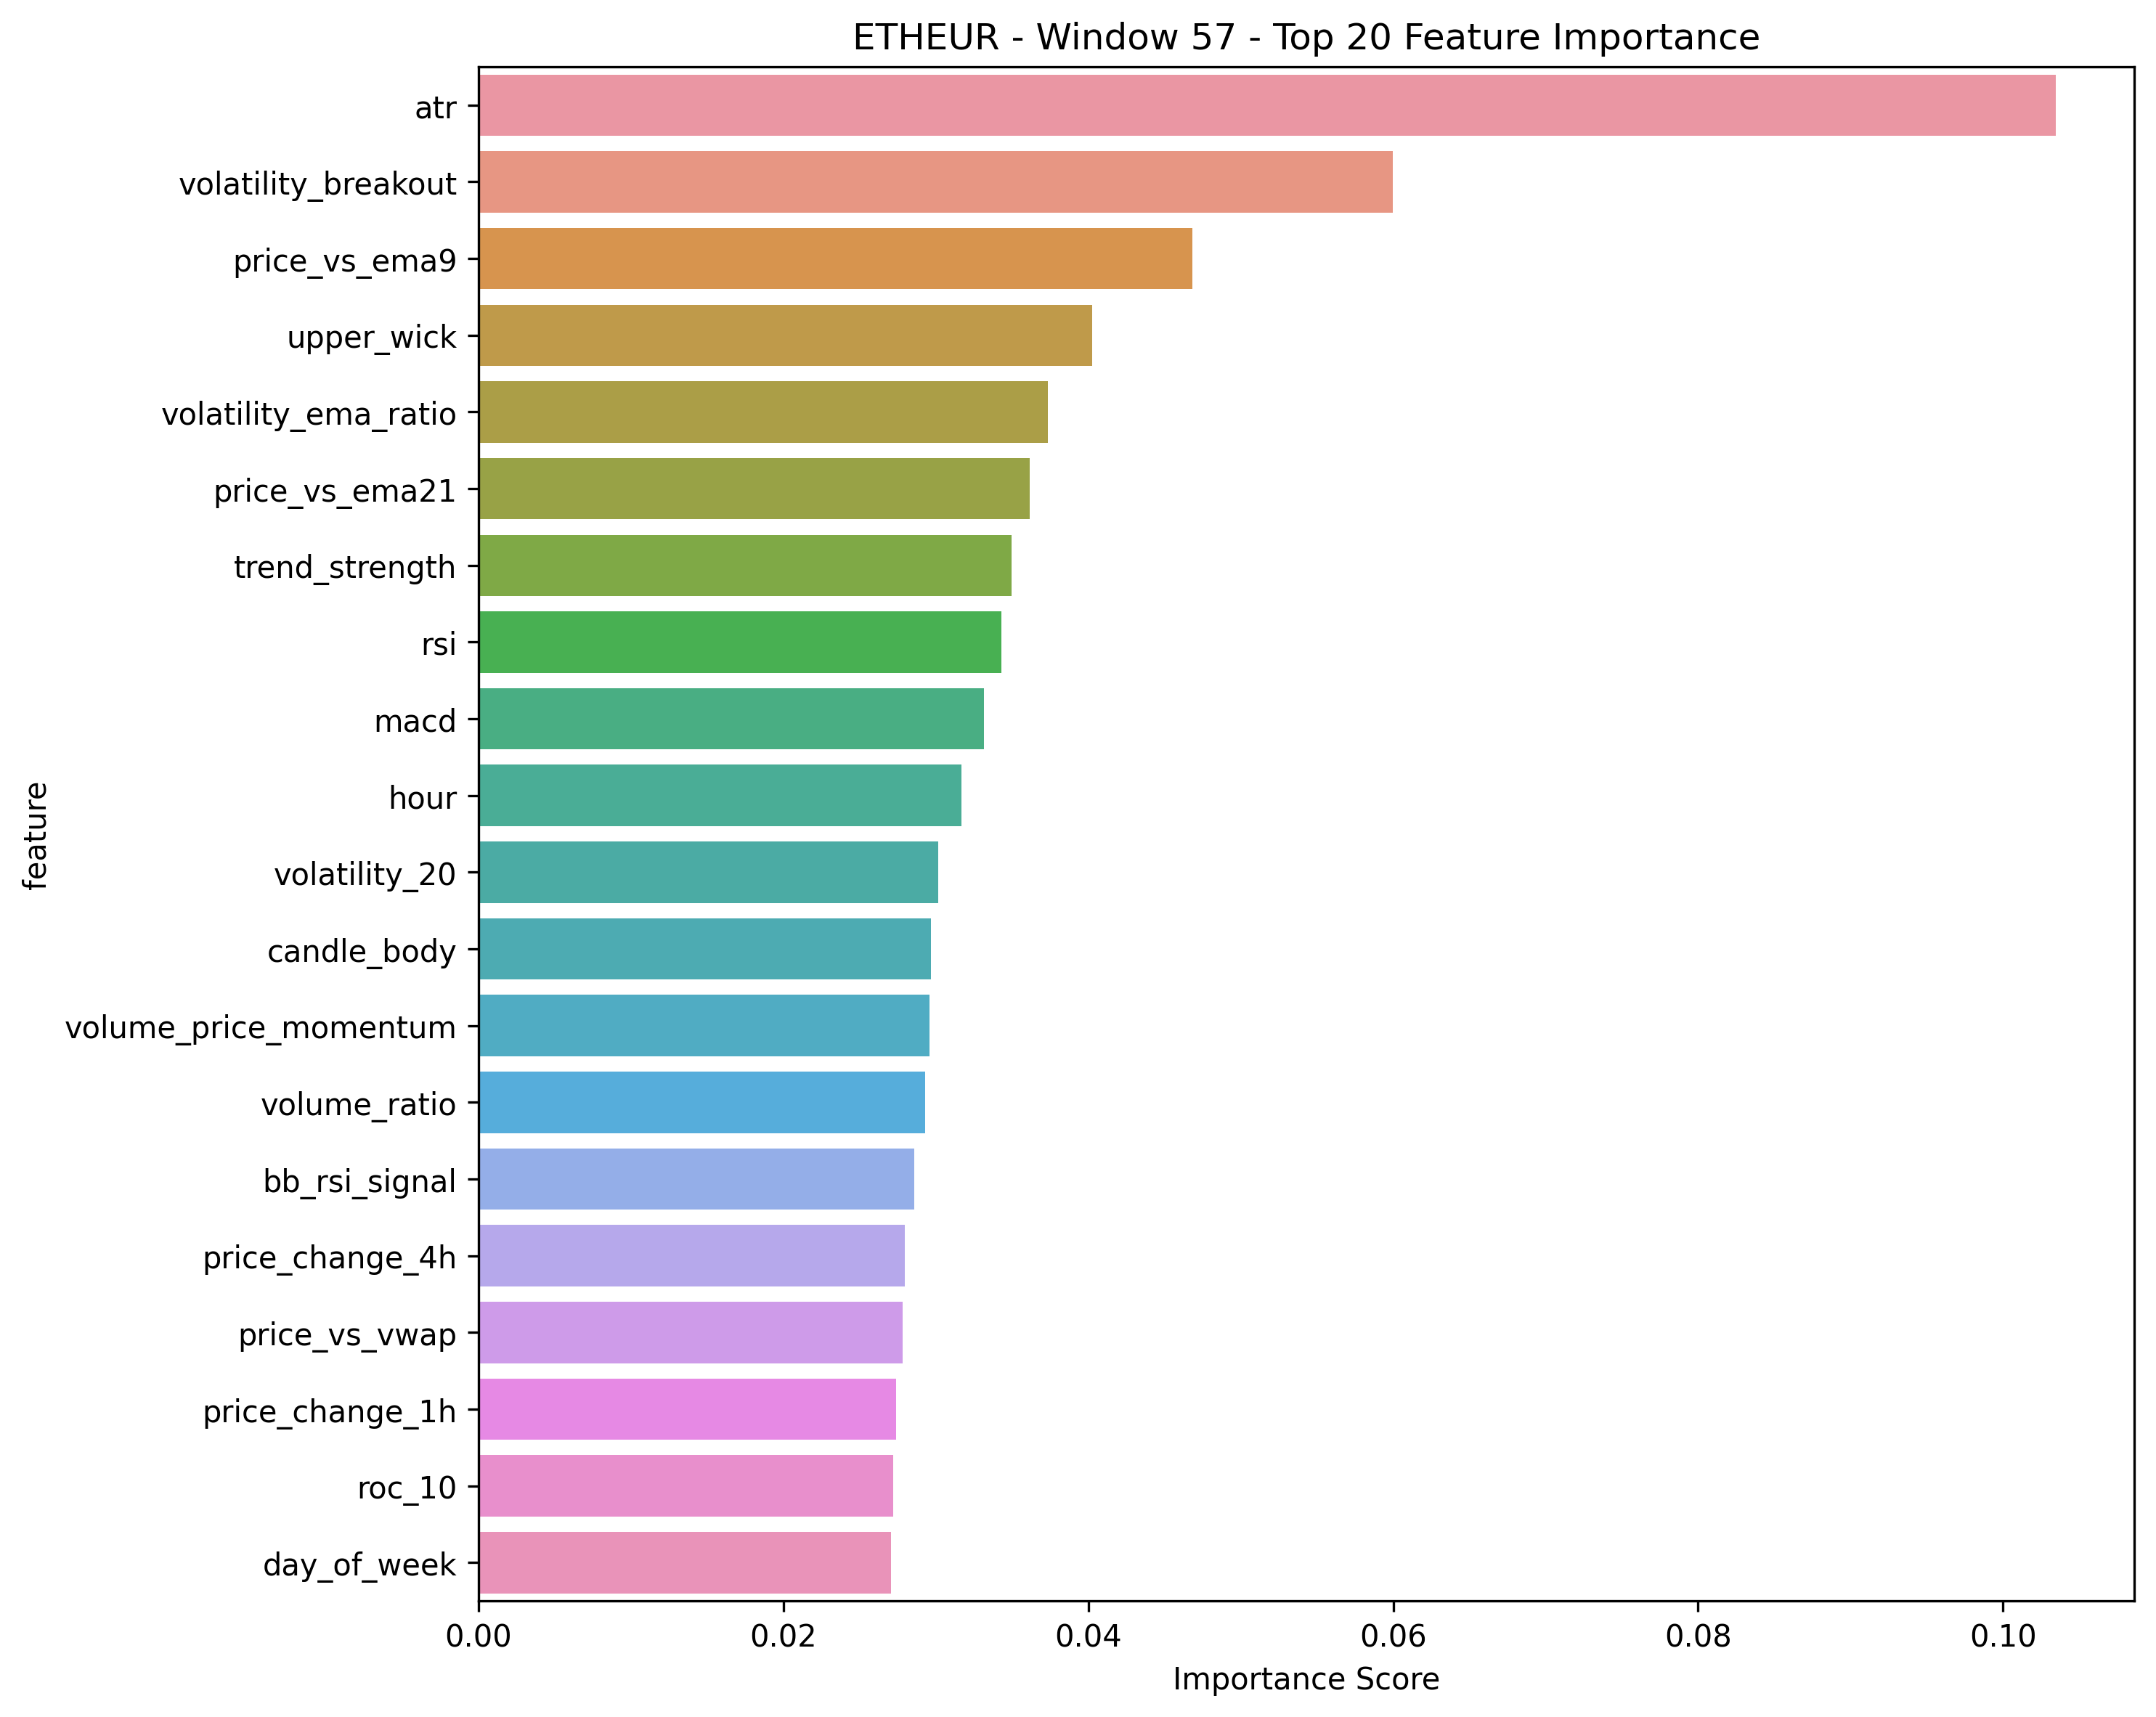 ETHEUR - Window 57 - Top 20 Feature Importance
atr
volatility_breakout
price_vs_ema9
upper_wick
volatility_ema_ratio
price_vs_ema21
trend_strength
rsi
macd
hour
volatility_20
candle_body
volume_price_momentum
volume_ratio
bb_rsi_signal
price_change_4h
price_vs_vwap
price_change_1h
roc_10
day_of_week
feature
0.00 0.02 0.04 0.06 0.08 0.10
Importance Score